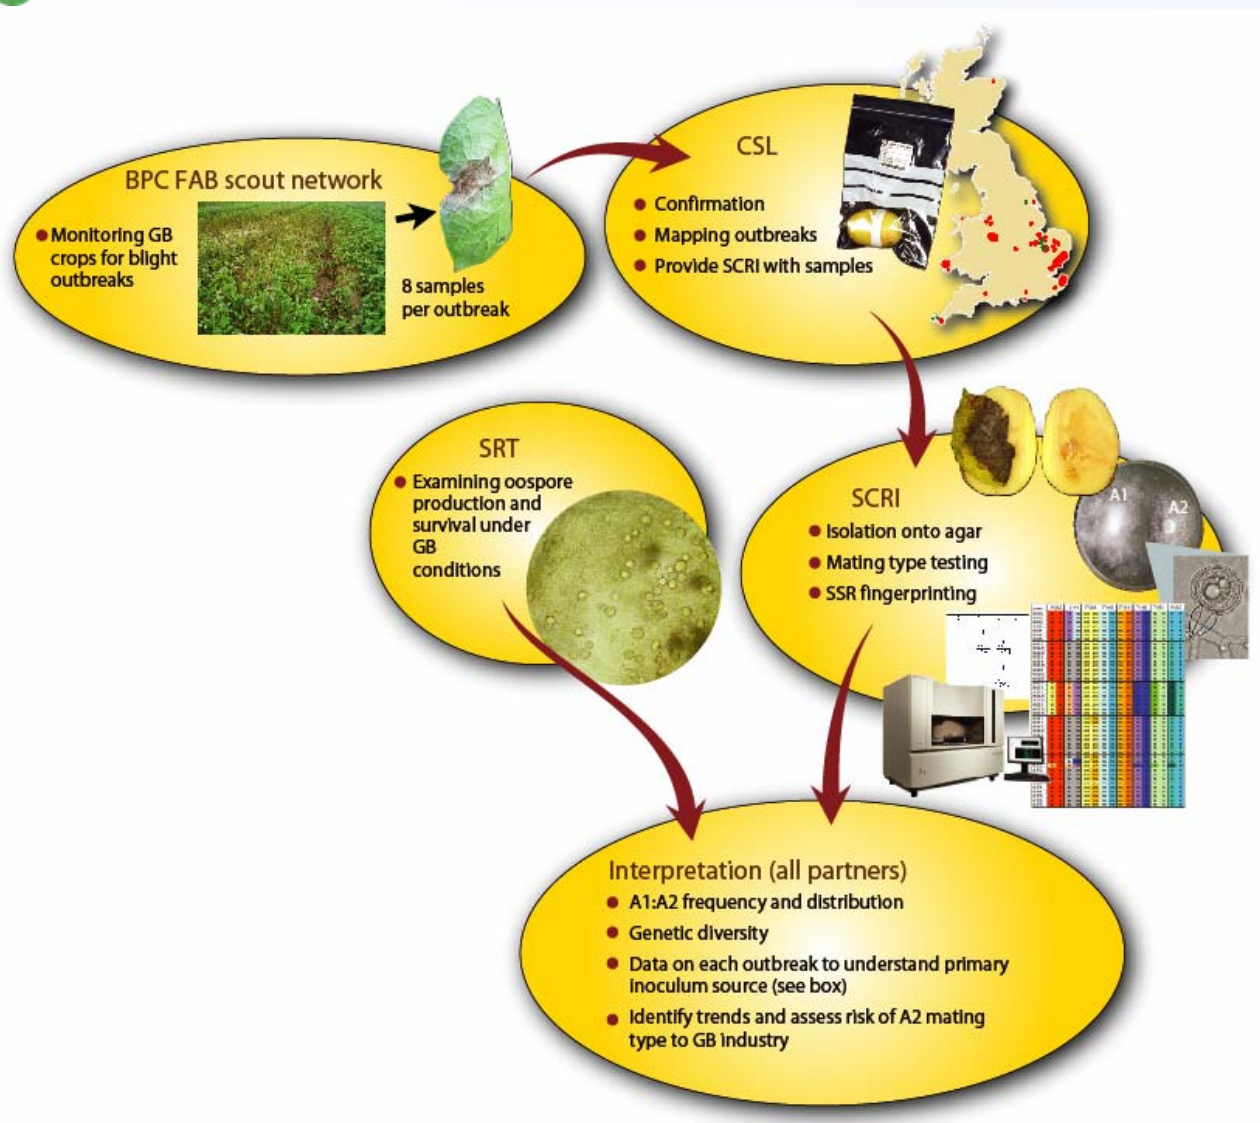 BPC FAB scout network
Monitoring GB
crops for blight
outbreaks
8 samples
per outbreak
CSL
Confirmation
Mapping outbreaks
Provide SCRI with samples
SRT
Examining oospore
production and
survival under
GB
conditions
SCRI
Isolation onto agar
Mating type testing
SSR fingerprinting
A1
A2
Interpretation (all partners)
A1:A2 frequency and distribution
Genetic diversity
Data on each outbreak to understand primary
inoculum source (see box)
Identify trends and assess risk of A2 mating
type to GB industry